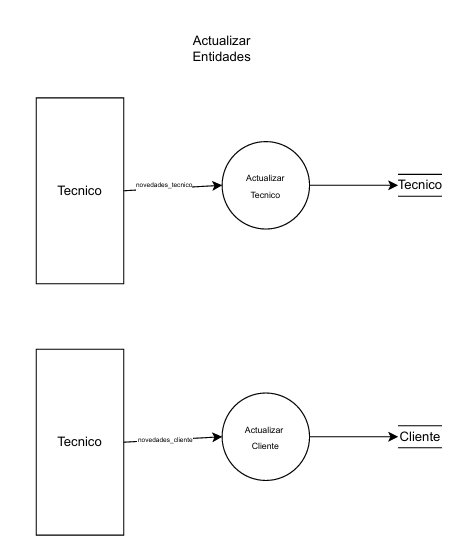 Actualizar
Entidades
Tecnico
novedades_tecnico
Actualizar
Tecnico
Tecnico
Tecnico
novedades_cliente
Actualizar
Cliente
Cliente